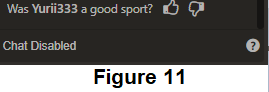 Was Yurii333 a good sport?
Chat Disabled
Figure 11